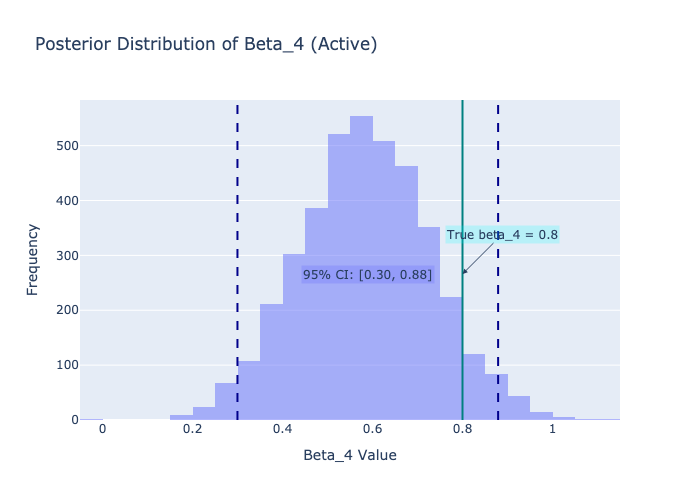 Posterior Distribution of Beta_4 (Active)
500
400
300
200
100
0
Frequency
True beta_4 = 0.8
95% CI: [0.30, 0.88]
0 0.2 0.4 0.6 0.8 1
Beta_4 Value